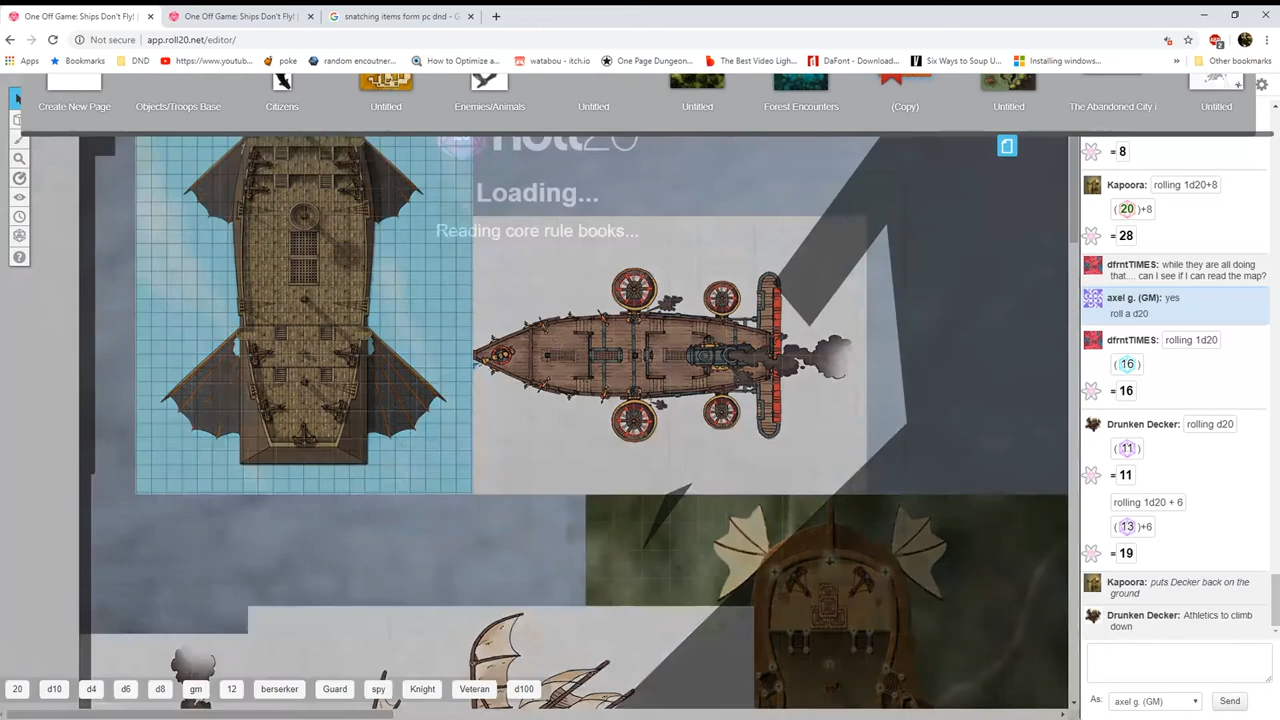 One Off Game: Ships Don't Fly! |
One Off Game: Ships Don't Fly! |
snatching items form pc dnd - G
Not secure | app.roll20.net/editor/
Apps
Bookmarks
DND
https://www.youtub...
poke
random encoutner...
How to Optimize a...
watabou - itch.io
One Page Dungeon...
The Best Video Ligh...
DaFont - Download...
Six Ways to Soup U...
Installing windows...
Other bookmarks
Create New Page
Objects/Troops Base
Citizens
Untitled
Enemies/Animals
Untitled
Untitled
Forest Encounters
(Copy)
Untitled
The Abandoned City i
Untitled
roll20
Loading...
Reading core rule books...
= 8
Kapoora: rolling 1d20+8
(20)+8
= 28
dfrntTIMES: while they are all doing
that.... can I see if I can read the map?
axel g. (GM): yes
roll a d20
dfrntTIMES: rolling 1d20
(16)
= 16
Drunken Decker: rolling d20
(11)
= 11
rolling 1d20 + 6
(13)+6
= 19
Kapoora: puts Decker back on the
ground
Drunken Decker: Athletics to climb
down
20
d10
d4
d6
d8
gm
12
berserker
Guard
spy
Knight
Veteran
d100
As: axel g. (GM)
Send